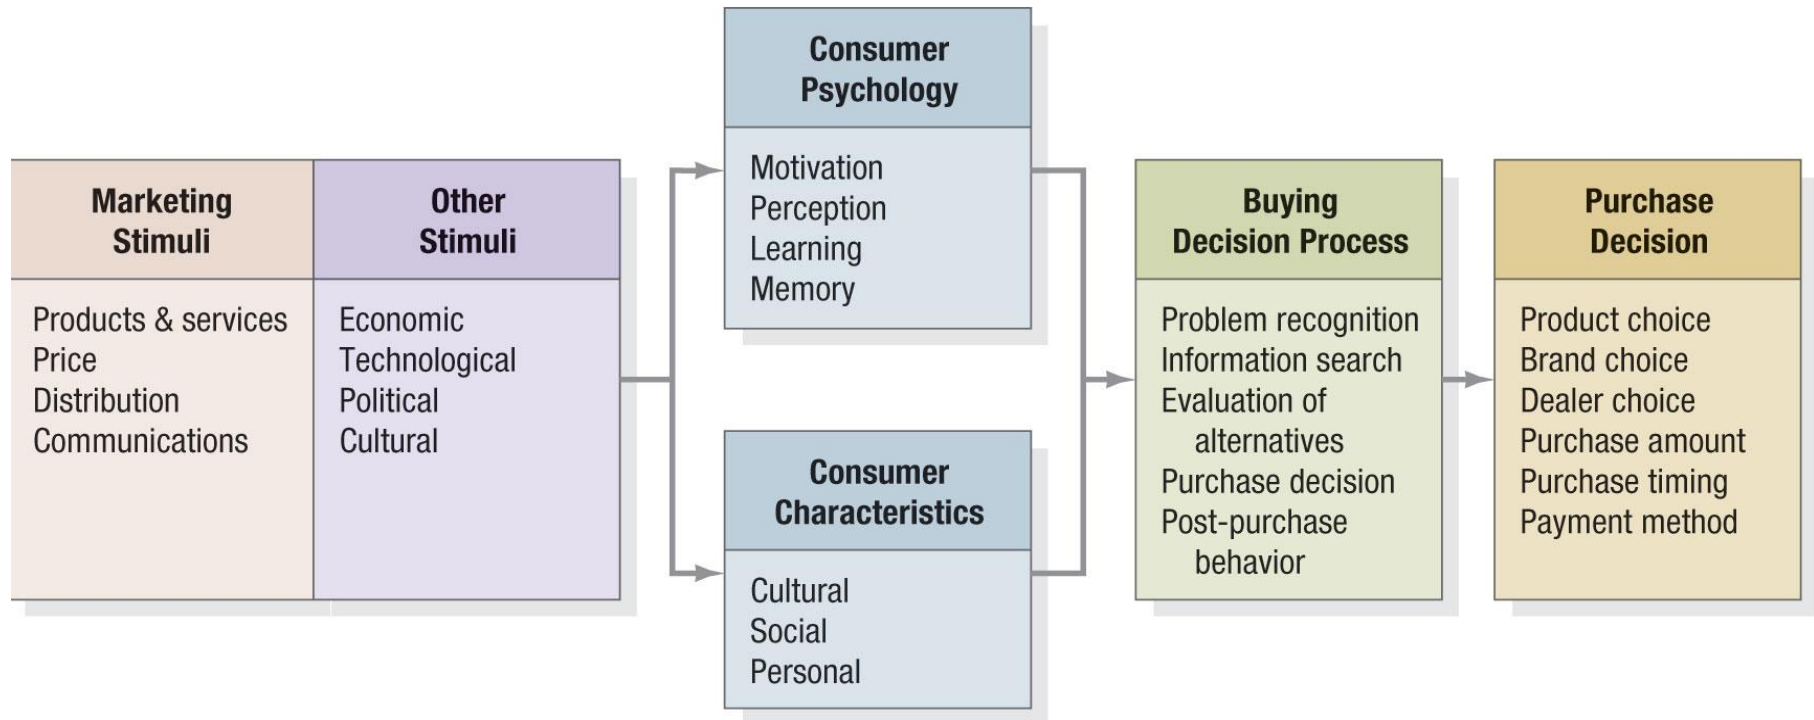 Marketing
Stimuli
Products & services
Price
Distribution
Communications
Other
Stimuli
Economic
Technological
Political
Cultural
Consumer
Psychology
Motivation
Perception
Learning
Memory
Consumer
Characteristics
Cultural
Social
Personal
Buying
Decision Process
Problem recognition
Information search
Evaluation of
alternatives
Purchase decision
Post-purchase
behavior
Purchase
Decision
Product choice
Brand choice
Dealer choice
Purchase amount
Purchase timing
Payment method